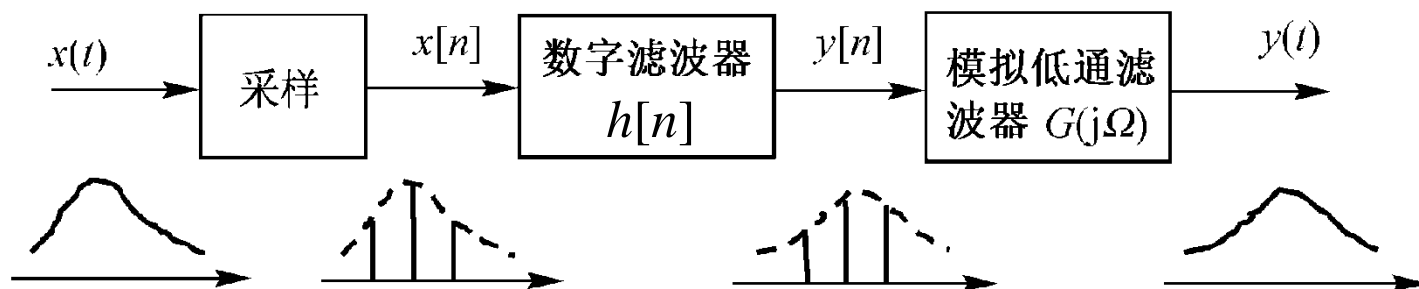 x(t)
采样
x[n]
数字滤波器
h[n]
y[n]
模拟低通滤
波器 G(jΩ)
y(t)